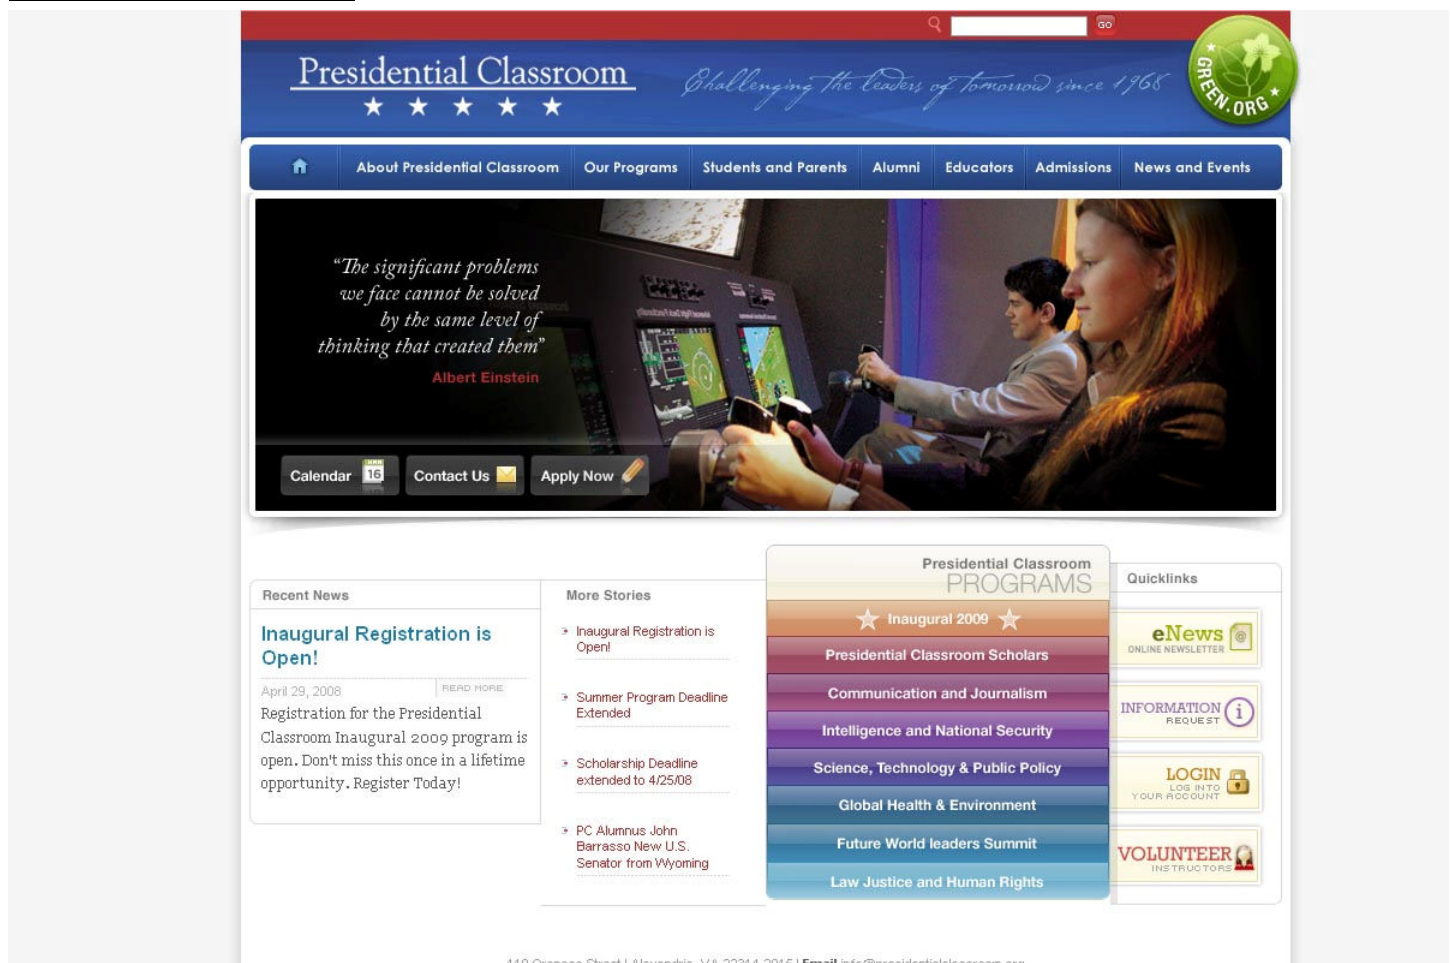 GO
Presidential Classroom
Challenging the leaders of tomorrow since 1968
GREEN.ORG
About Presidential Classroom
Our Programs
Students and Parents
Alumni
Educators
Admissions
News and Events
“The significant problems
we face cannot be solved
by the same level of
thinking that created them”
Albert Einstein
Calendar
16
Contact Us
Apply Now
Recent News
Inaugural Registration is
Open!
April 29, 2008
READ MORE
Registration for the Presidential
Classroom Inaugural 2009 program is
open. Don't miss this once in a lifetime
opportunity. Register Today!
More Stories
Inaugural Registration is
Open!
Summer Program Deadline
Extended
Scholarship Deadline
extended to 4/25/08
PC Alumnus John
Barrasso New U.S.
Senator from Wyoming
Presidential Classroom
PROGRAMS
Inaugural 2009
Presidential Classroom Scholars
Communication and Journalism
Intelligence and National Security
Science, Technology & Public Policy
Global Health & Environment
Future World leaders Summit
Law Justice and Human Rights
Quicklinks
eNews
ONLINE NEWSLETTER
INFORMATION
REQUEST
LOGIN
LOG INTO
YOUR ACCOUNT
VOLUNTEER
INSTRUCTORS